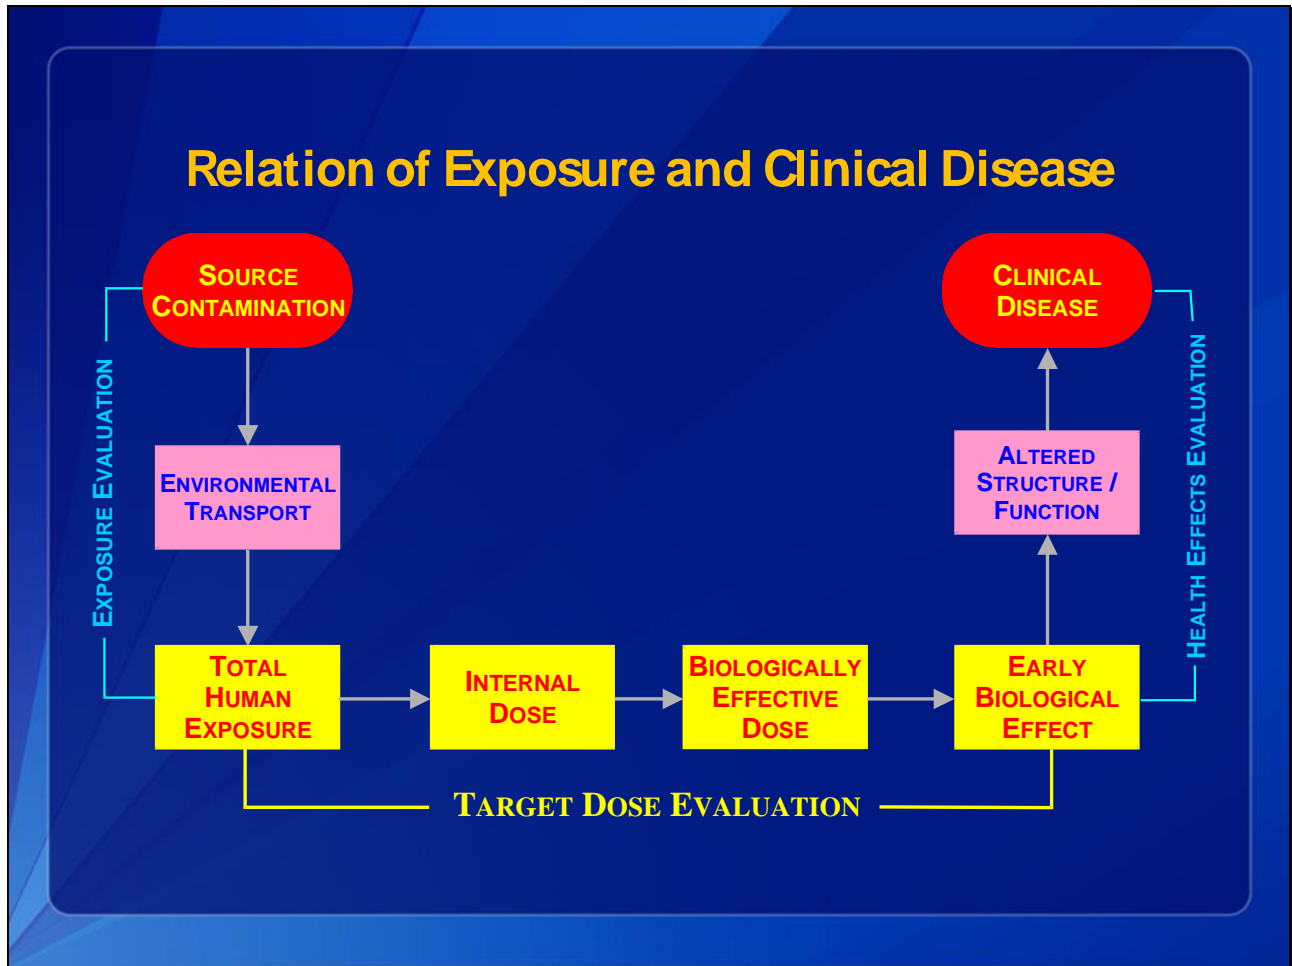 Relation of Exposure and Clinical Disease
SOURCE
CONTAMINATION
CLINICAL
DISEASE
EXPOSURE EVALUATION
HEALTH EFFECTS EVALUATION
ENVIRONMENTAL
TRANSPORT
ALTERED
STRUCTURE /
FUNCTION
TOTAL
HUMAN
EXPOSURE
INTERNAL
DOSE
BIOLOGICALLY
EFFECTIVE
DOSE
EARLY
BIOLOGICAL
EFFECT
TARGET DOSE EVALUATION